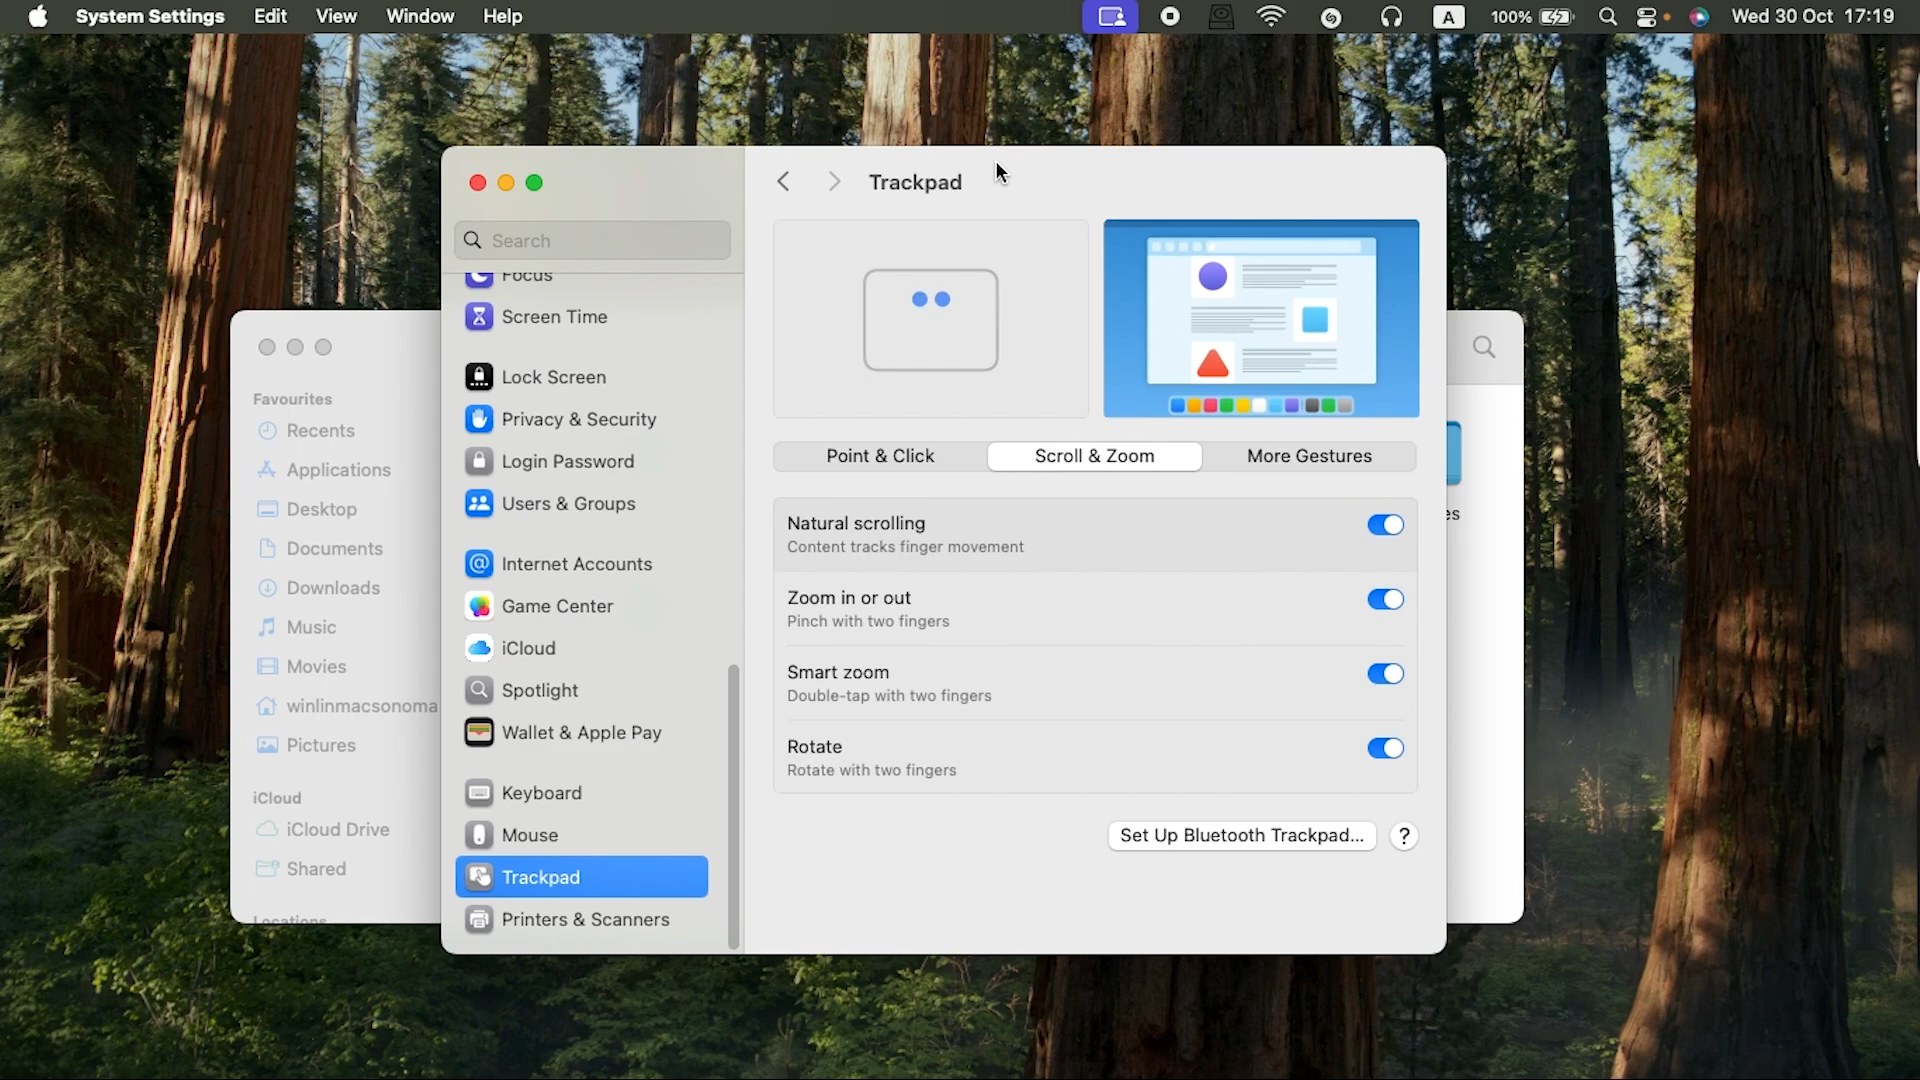 System Settings Edit View Window Help A 100% Wed 30 Oct 17:19
Trackpad
Search
Focus
Screen Time
Lock Screen
Privacy & Security
Login Password
Users & Groups
Internet Accounts
Game Center
iCloud
Spotlight
Wallet & Apple Pay
Keyboard
Mouse
Trackpad
Printers & Scanners
Point & Click Scroll & Zoom More Gestures
Natural scrolling
Content tracks finger movement
Zoom in or out
Pinch with two fingers
Smart zoom
Double-tap with two fingers
Rotate
Rotate with two fingers
Set Up Bluetooth Trackpad... ?
Favourites
Recents
Applications
Desktop
Documents
Downloads
Music
Movies
winlinmacsonoma
Pictures
iCloud
iCloud Drive
Shared
Locations
es